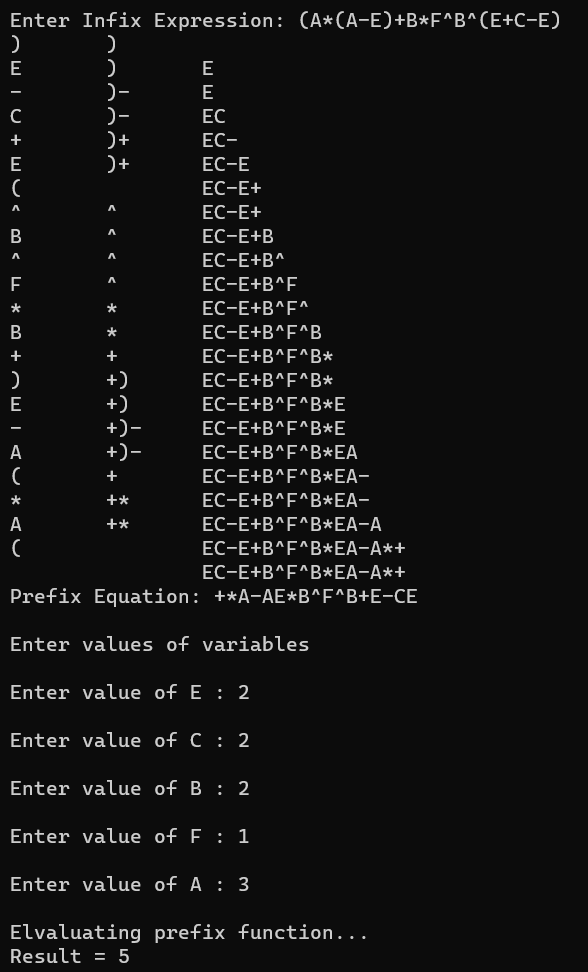 Enter Infix Expression: (A*(A-E)+B*F^B^(E+C-E)
)       )
E       )       E
-       )-      E
C       )-      EC
+       )+      EC-
E       )+      EC-E
(               EC-E+
^       ^       EC-E+
B       ^       EC-E+B
^       ^       EC-E+B^
F       ^       EC-E+B^F
*       *       EC-E+B^F^
B       *       EC-E+B^F^B
+       +       EC-E+B^F^B*
)       +)      EC-E+B^F^B*
E       +)      EC-E+B^F^B*E
-       +)-     EC-E+B^F^B*E
A       +)-     EC-E+B^F^B*EA
(       +       EC-E+B^F^B*EA-
*       +*      EC-E+B^F^B*EA-
A       +*      EC-E+B^F^B*EA-A
(               EC-E+B^F^B*EA-A*+
                EC-E+B^F^B*EA-A*+
Prefix Equation: +*A-AE*B^F^B+E-CE
Enter values of variables
Enter value of E : 2
Enter value of C : 2
Enter value of B : 2
Enter value of F : 1
Enter value of A : 3
Elvaluating prefix function...
Result = 5